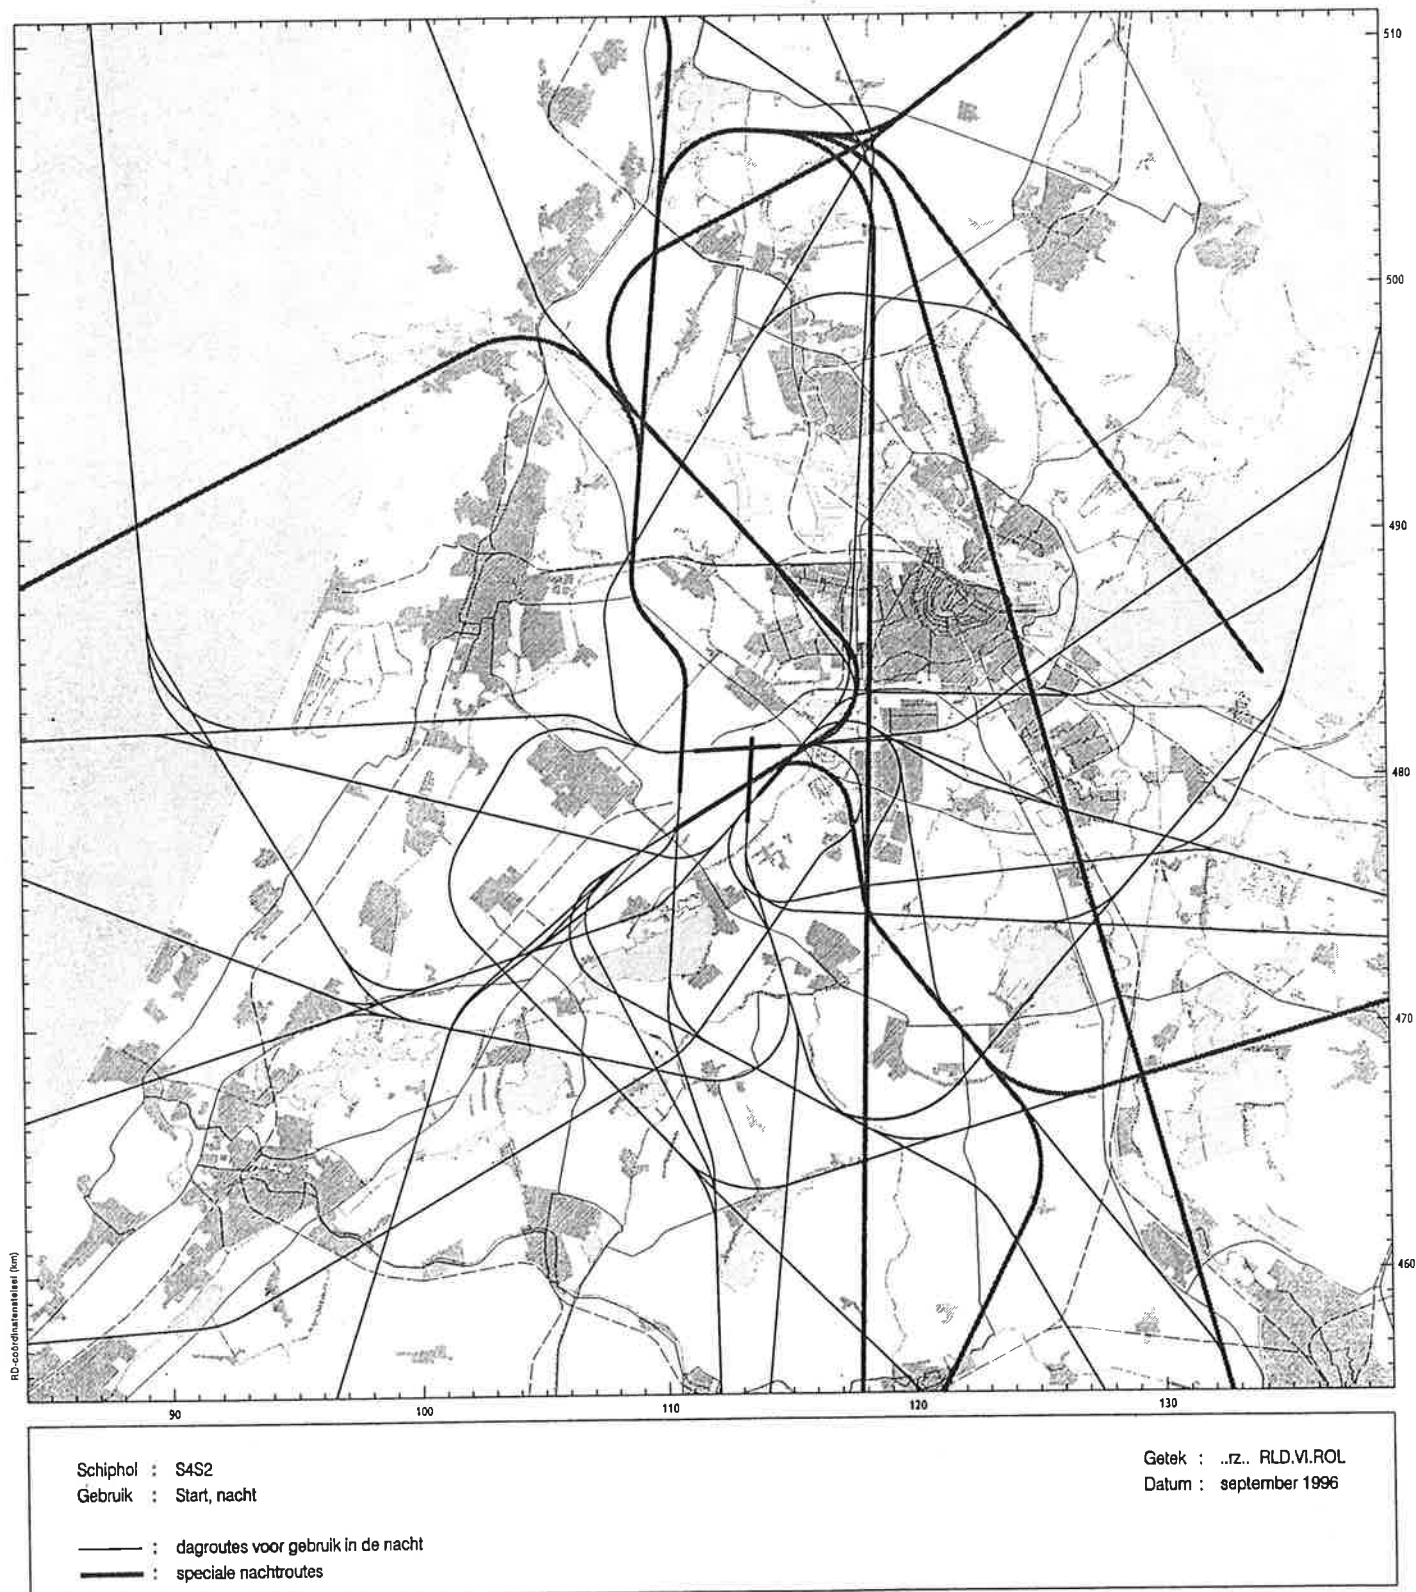 510
500
490
480
470
460
RD-coördinatenstelsel (km)
90
100
110
120
130
Schiphol : S4S2
Gebruik : Start, nacht
Getek : ..rz.. RLD.VI.ROL
Datum : september 1996
: dagroutes voor gebruik in de nacht
: speciale nachtroutes